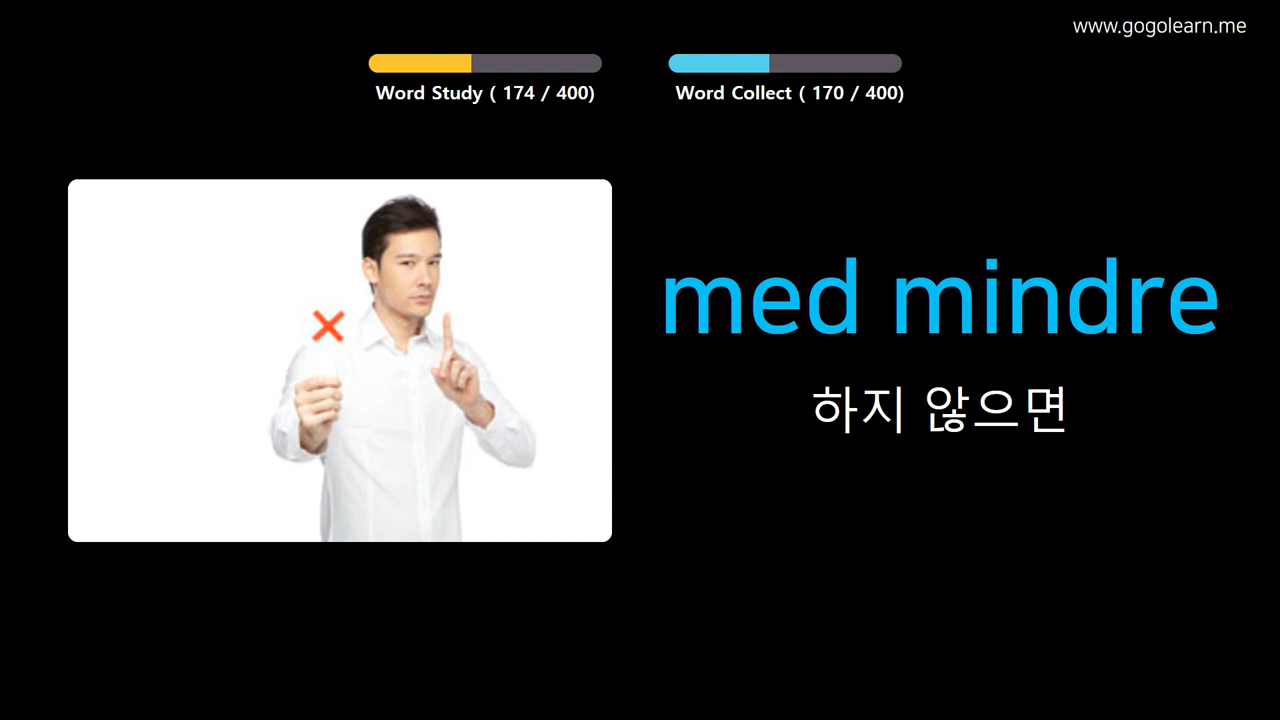 www.gogolearn.me
Word Study ( 174 / 400)
Word Collect ( 170 / 400)
med mindre
하지 않으면